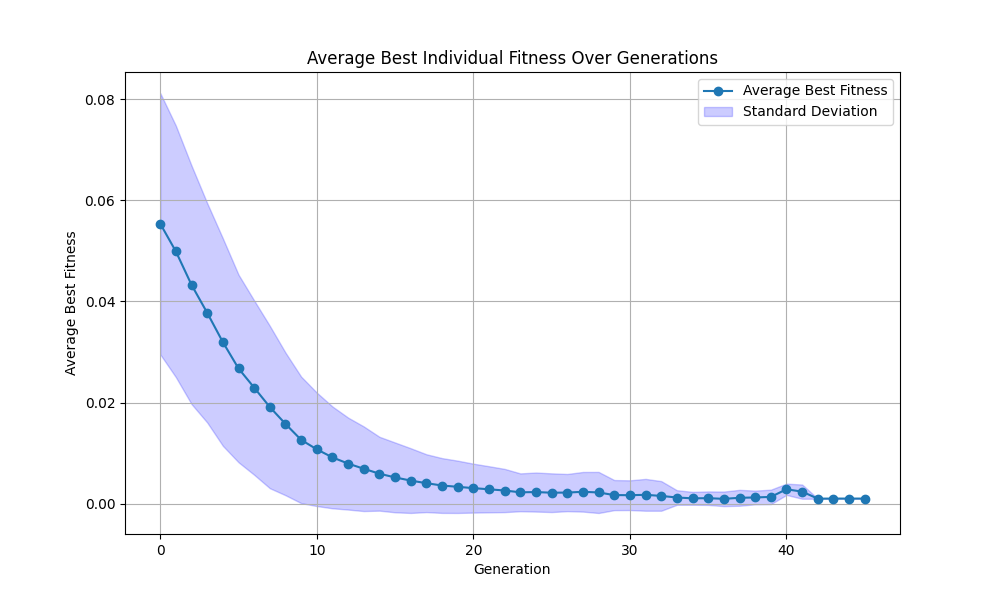 Average Best Individual Fitness Over Generations
Average Best Fitness
Standard Deviation
0.08
0.06
0.04
0.02
0.00
Average Best Fitness
0
10
20
30
40
Generation